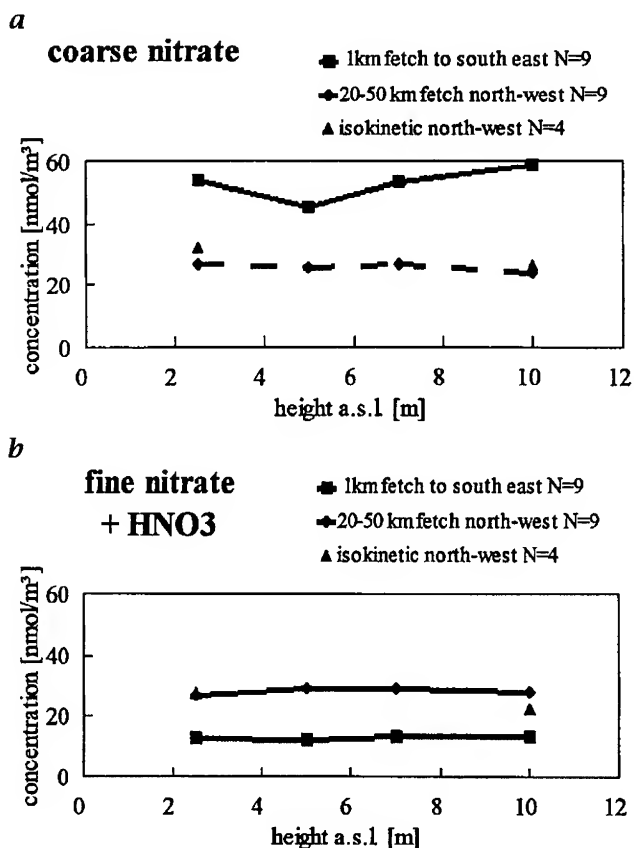 a
coarse nitrate
1km fetch to south east N=9
20-50 km fetch north-west N=9
isokinetic north-west N=4
concentration [nmol/m³]
60
40
20
0
0 2 4 6 8 10 12
height a.s.l. [m]
b
fine nitrate
+ HNO3
1km fetch to south east N=9
20-50 km fetch north-west N=9
isokinetic north-west N=4
concentration [nmol/m³]
60
40
20
0
0 2 4 6 8 10 12
height a.s.l. [m]